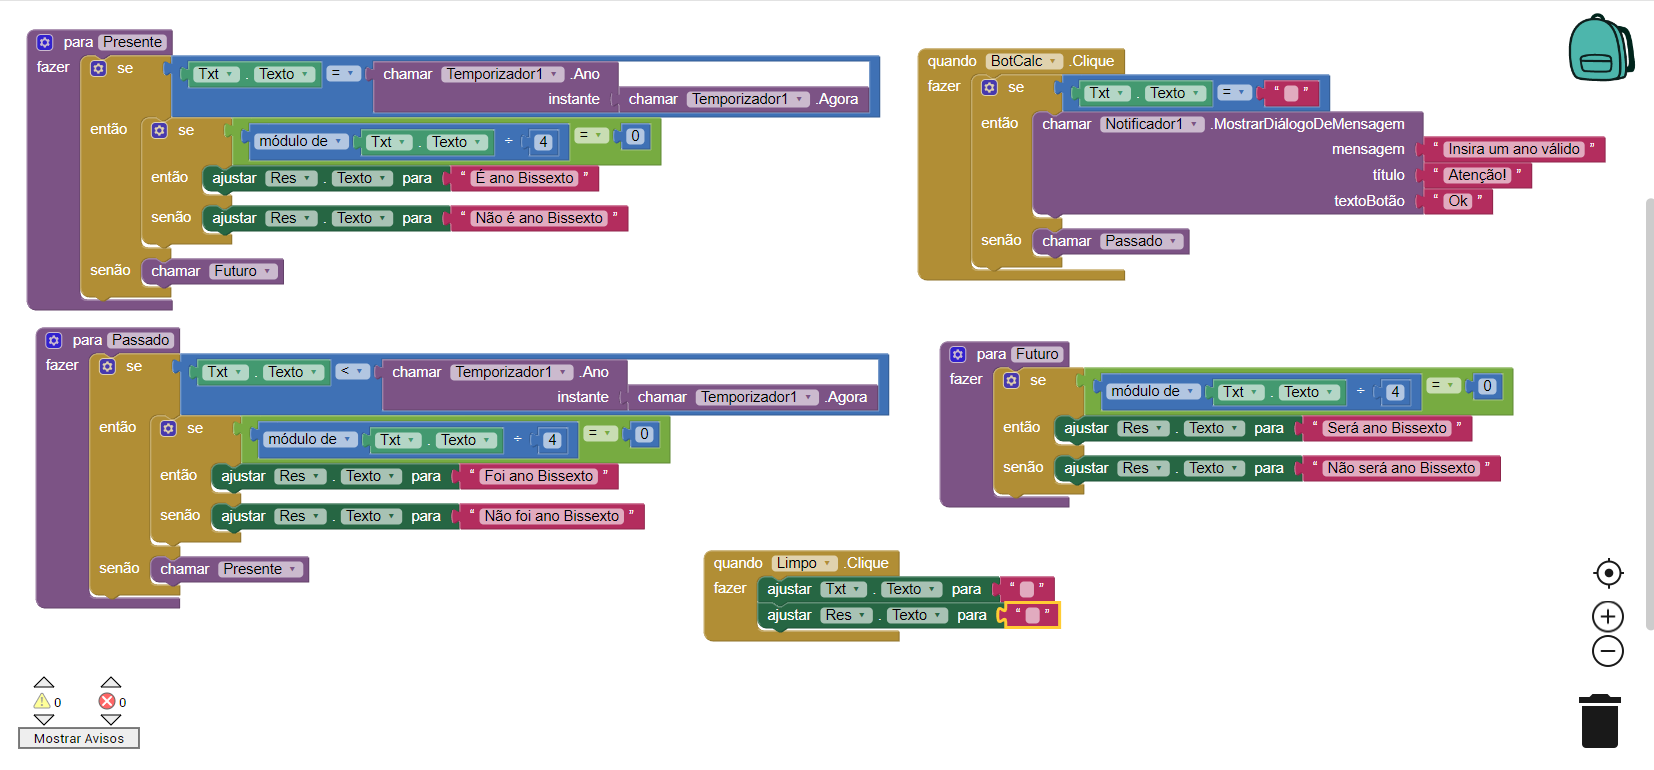 para Presente
fazer se Txt . Texto = chamar Temporizador1 .Ano
instante chamar Temporizador1 .Agora
então se módulo de Txt . Texto ÷ 4 = 0
então ajustar Res . Texto para “ É ano Bissexto ”
senão ajustar Res . Texto para “ Não é ano Bissexto ”
senão chamar Futuro
quando BotCalc .Clique
fazer se Txt . Texto = “ ”
então chamar Notificador1 .MostrarDiálogoDeMensagem
mensagem “ Insira um ano válido ”
título “ Atenção! ”
textoBotão “ Ok ”
senão chamar Passado
para Passado
fazer se Txt . Texto < chamar Temporizador1 .Ano
instante chamar Temporizador1 .Agora
então se módulo de Txt . Texto ÷ 4 = 0
então ajustar Res . Texto para “ Foi ano Bissexto ”
senão ajustar Res . Texto para “ Não foi ano Bissexto ”
senão chamar Presente
para Futuro
fazer se módulo de Txt . Texto ÷ 4 = 0
então ajustar Res . Texto para “ Será ano Bissexto ”
senão ajustar Res . Texto para “ Não será ano Bissexto ”
quando Limpo .Clique
fazer ajustar Txt . Texto para “ ”
ajustar Res . Texto para “ ”
0 0
Mostrar Avisos